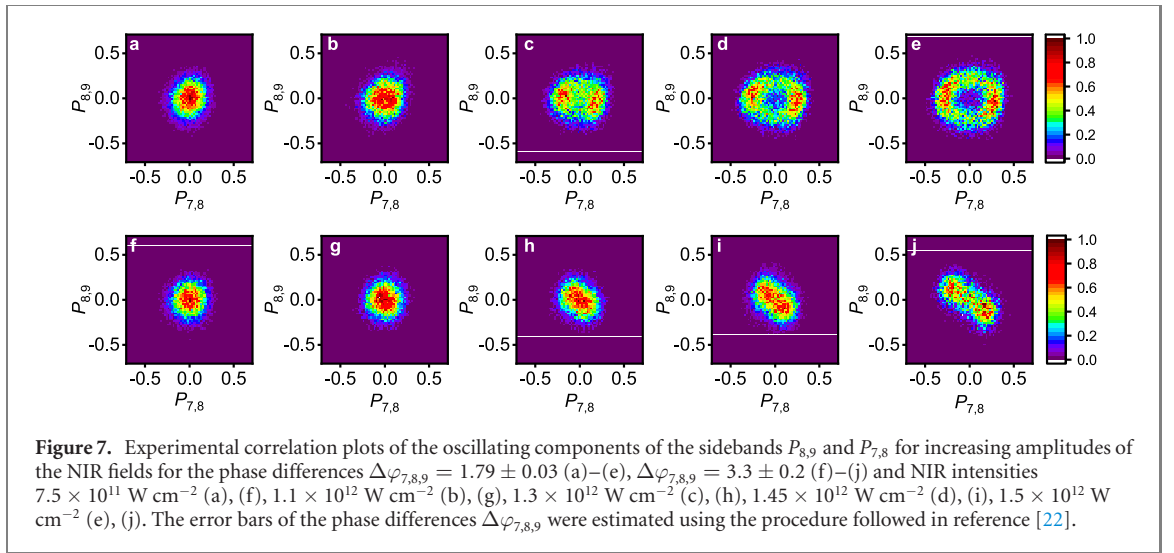 a b c d e
0.5 0.5 0.5 0.5 0.5 1.0
0.8
P8,9 0.0 P8,9 0.0 P8,9 0.0 P8,9 0.0 P8,9 0.0 0.6
0.4
-0.5 -0.5 -0.5 -0.5 -0.5 0.2
0.0
-0.5 0.0 0.5 -0.5 0.0 0.5 -0.5 0.0 0.5 -0.5 0.0 0.5 -0.5 0.0 0.5
P7,8 P7,8 P7,8 P7,8 P7,8
f g h i j
0.5 0.5 0.5 0.5 0.5 1.0
0.8
P8,9 0.0 P8,9 0.0 P8,9 0.0 P8,9 0.0 P8,9 0.0 0.6
0.4
-0.5 -0.5 -0.5 -0.5 -0.5 0.2
0.0
-0.5 0.0 0.5 -0.5 0.0 0.5 -0.5 0.0 0.5 -0.5 0.0 0.5 -0.5 0.0 0.5
P7,8 P7,8 P7,8 P7,8 P7,8
Figure 7. Experimental correlation plots of the oscillating components of the sidebands P8,9 and P7,8 for increasing amplitudes of
the NIR fields for the phase differences Δφ7,8,9 = 1.79 ± 0.03 (a)–(e), Δφ7,8,9 = 3.3 ± 0.2 (f)–(j) and NIR intensities
7.5 × 10¹¹ W cm⁻² (a), (f), 1.1 × 10¹² W cm⁻² (b), (g), 1.3 × 10¹² W cm⁻² (c), (h), 1.45 × 10¹² W cm⁻² (d), (i), 1.5 × 10¹² W
cm⁻² (e), (j). The error bars of the phase differences Δφ7,8,9 were estimated using the procedure followed in reference [22].